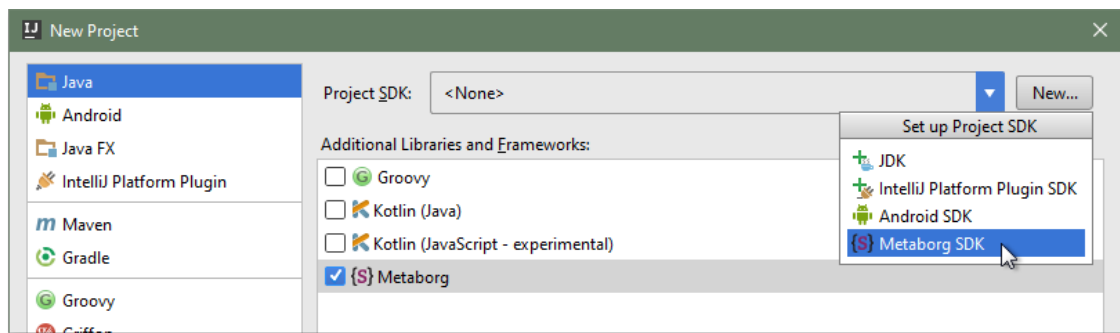 New Project
Java
Android
Java FX
IntelliJ Platform Plugin
Maven
Gradle
Groovy
Griffon
Project SDK: <None> New...
Additional Libraries and Frameworks:
Groovy
Kotlin (Java)
Kotlin (JavaScript - experimental)
{S} Metaborg
Set up Project SDK
JDK
IntelliJ Platform Plugin SDK
Android SDK
{S} Metaborg SDK